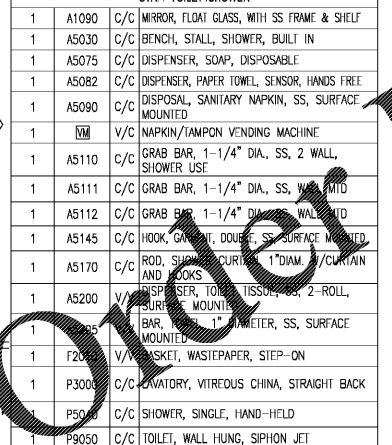 1 A1090 C/C MIRROR, FLOAT GLASS, WITH SS FRAME & SHELF
1 A5030 C/C BENCH, STALL, SHOWER, BUILT IN
1 A5075 C/C DISPENSER, SOAP, DISPOSABLE
1 A5082 C/C DISPENSER, PAPER TOWEL, SENSOR, HANDS FREE
1 A5090 C/C DISPOSAL, SANITARY NAPKIN, SS, SURFACE
MOUNTED
1 VM V/C NAPKIN/TAMPON VENDING MACHINE
1 A5110 C/C GRAB BAR, 1-1/4" DIA., SS, 2 WALL,
SHOWER USE
1 A5111 C/C GRAB BAR, 1-1/4" DIA., SS, WALL MTD
1 A5112 C/C GRAB BAR, 1-1/4" DIA., SS, WALL MTD
1 A5145 C/C HOOK, GARMENT, DOUBLE, SS, SURFACE MOUNTED
1 A5170 C/C ROD, SHOWER CURTAIN, 1"DIAM. W/CURTAIN
AND HOOKS
1 A5200 V/V DISPENSER, TOILET TISSUE, SS, 2-ROLL,
SURFACE MOUNTED
1 BAR, TOWEL, 1" DIAMETER, SS, SURFACE
MOUNTED
1 V/V BASKET, WASTEPAPER, STEP-ON
1 P3000 C/C LAVATORY, VITREOUS CHINA, STRAIGHT BACK
1 C/C SHOWER, SINGLE, HAND-HELD
1 P9050 C/C TOILET, WALL HUNG, SIPHON JET
Order